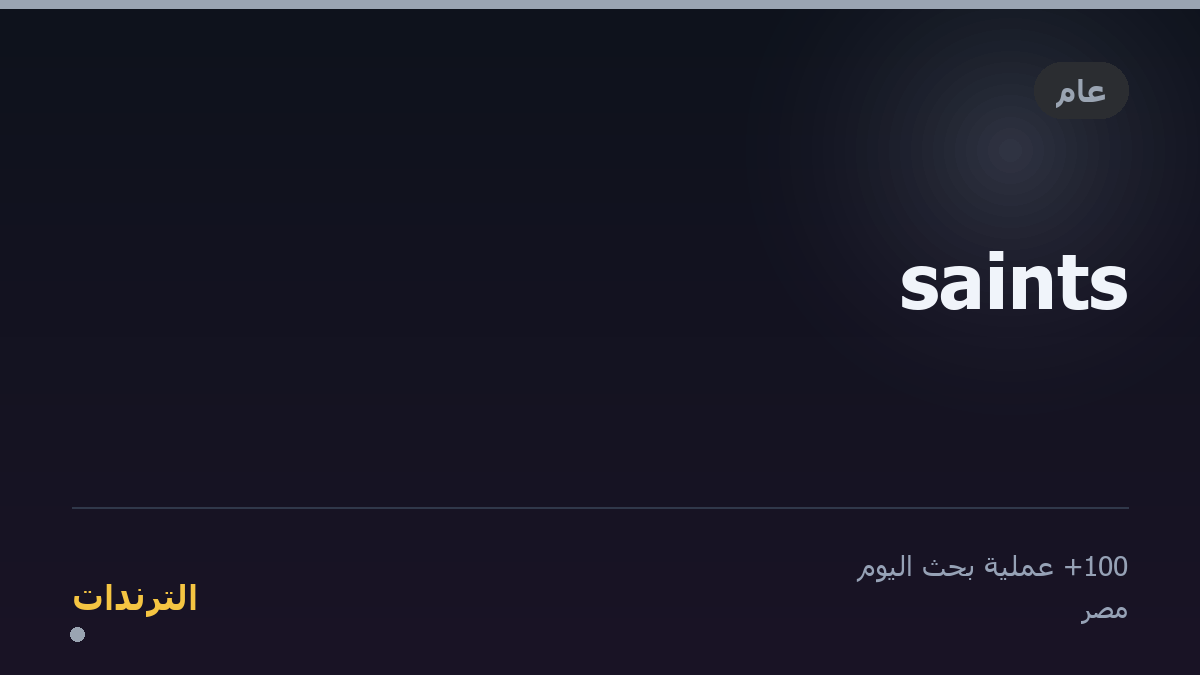 عام
saints
100+ عملية بحث اليوم
مصر
الترندات